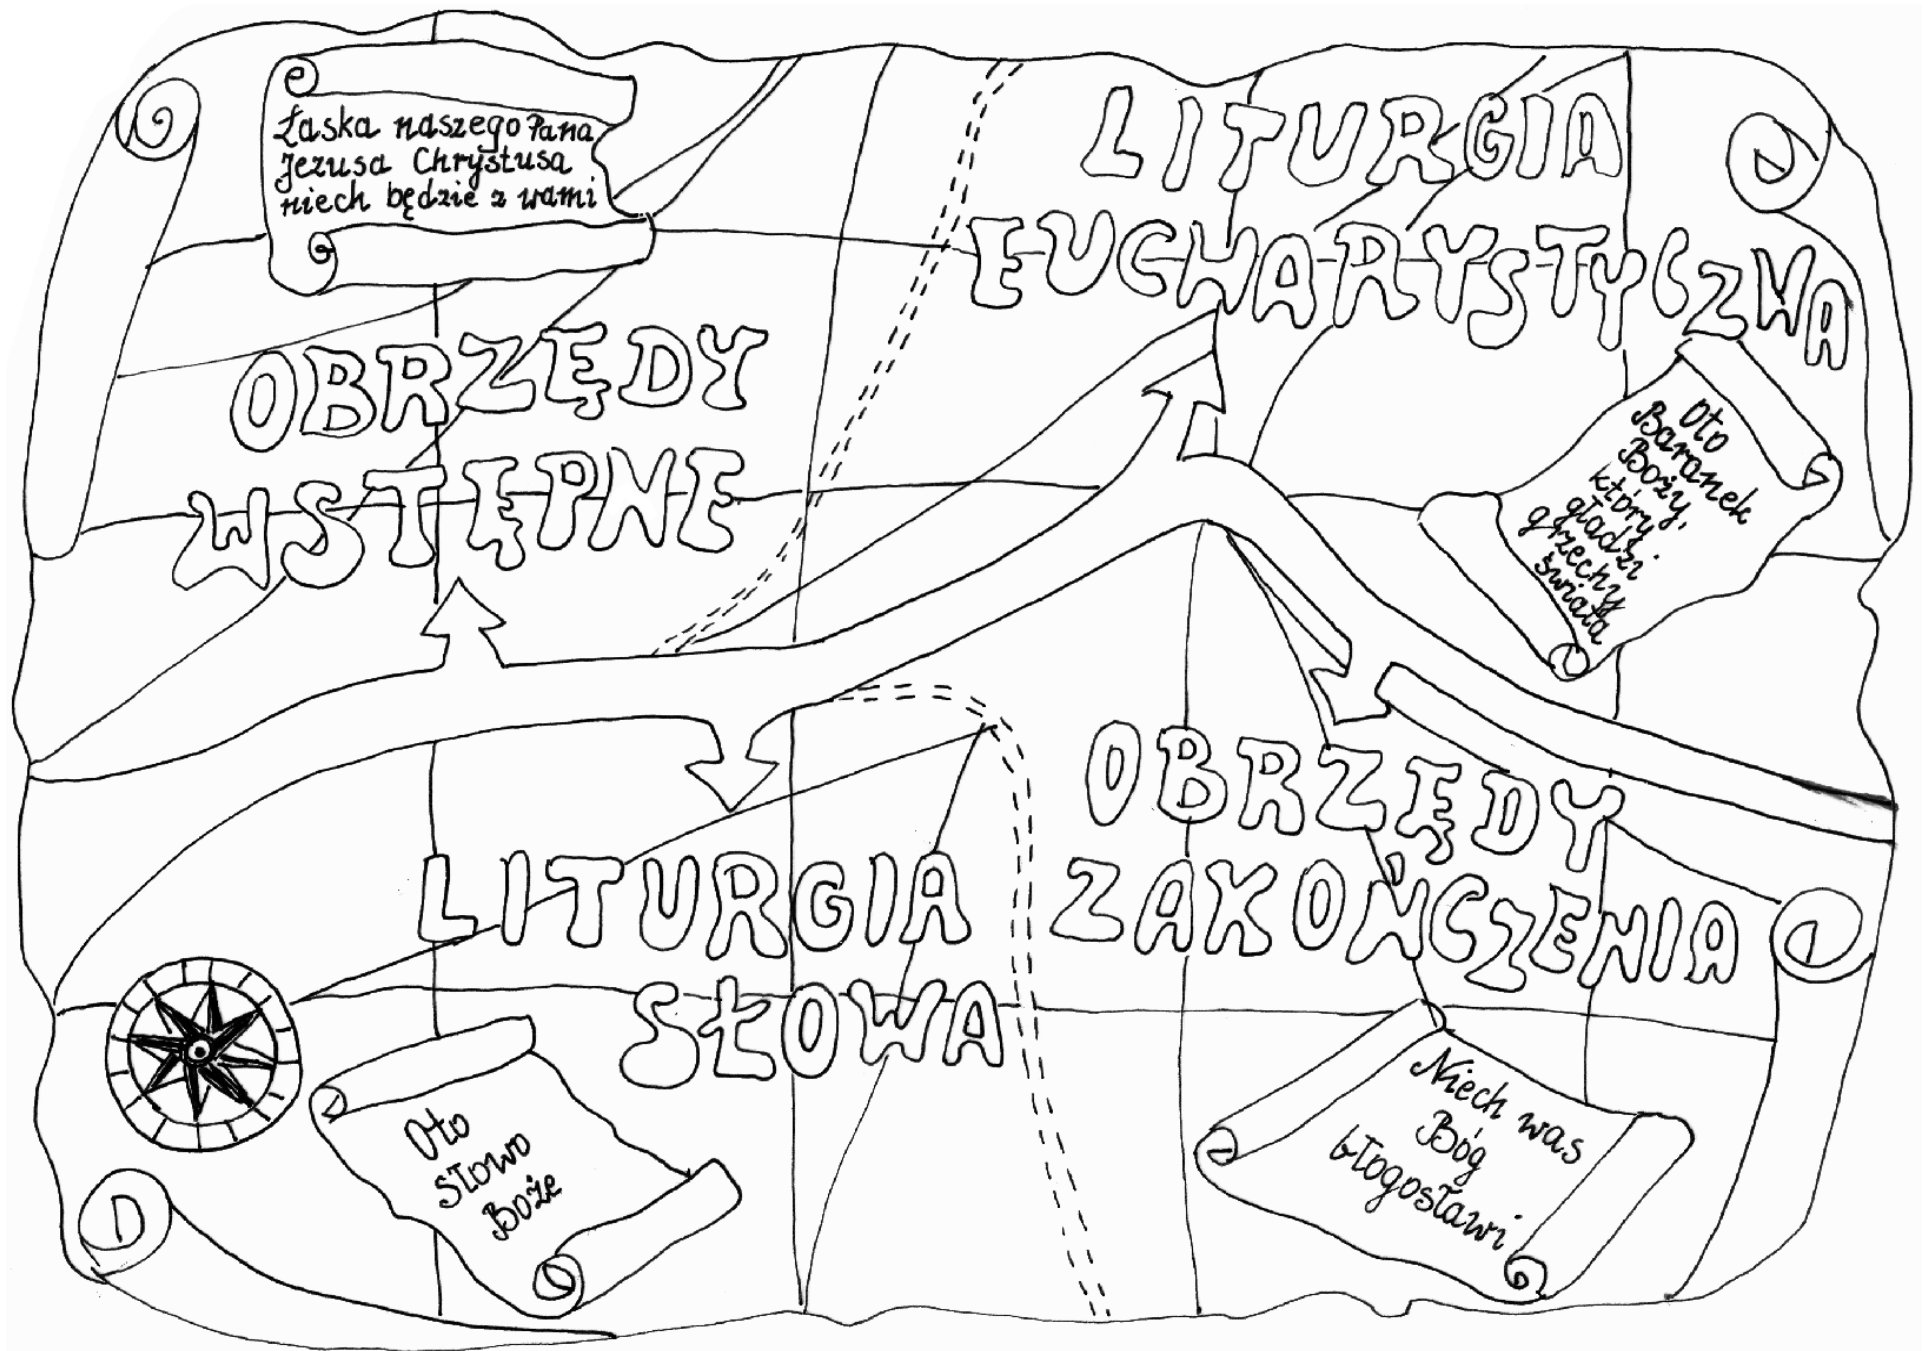 Łaska naszego Pana
Jezusa Chrystusa
niech będzie z wami
OBRZĘDY
WSTĘPNE
LITURGIA
EUCHARYSTYCZNA
Oto
Baranek
Boży,
który
gładzi
grzechy
świata
LITURGIA
SŁOWA
Oto
słowo
Boże
OBRZĘDY
ZAKOŃCZENIA
Niech was
Bóg
błogosławi